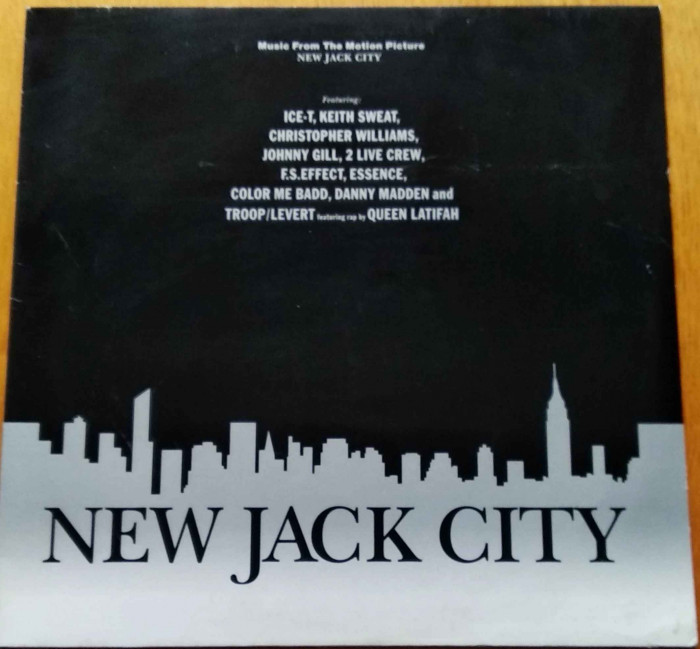 Music From The Motion Picture
NEW JACK CITY
Featuring:
ICE-T, KEITH SWEAT,
CHRISTOPHER WILLIAMS,
JOHNNY GILL, 2 LIVE CREW,
F.S.EFFECT, ESSENCE,
COLOR ME BADD, DANNY MADDEN and
TROOP/LEVERT featuring rap by QUEEN LATIFAH
NEW JACK CITY